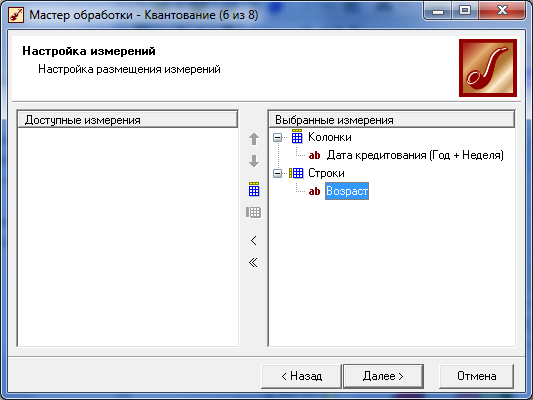 Мастер обработки - Квантование (6 из 8)
Настройка измерений
Настройка размещения измерений
Доступные измерения
Выбранные измерения
Колонки
ab Дата кредитования (Год + Неделя)
Строки
ab Возраст
< Назад
Далее >
Отмена